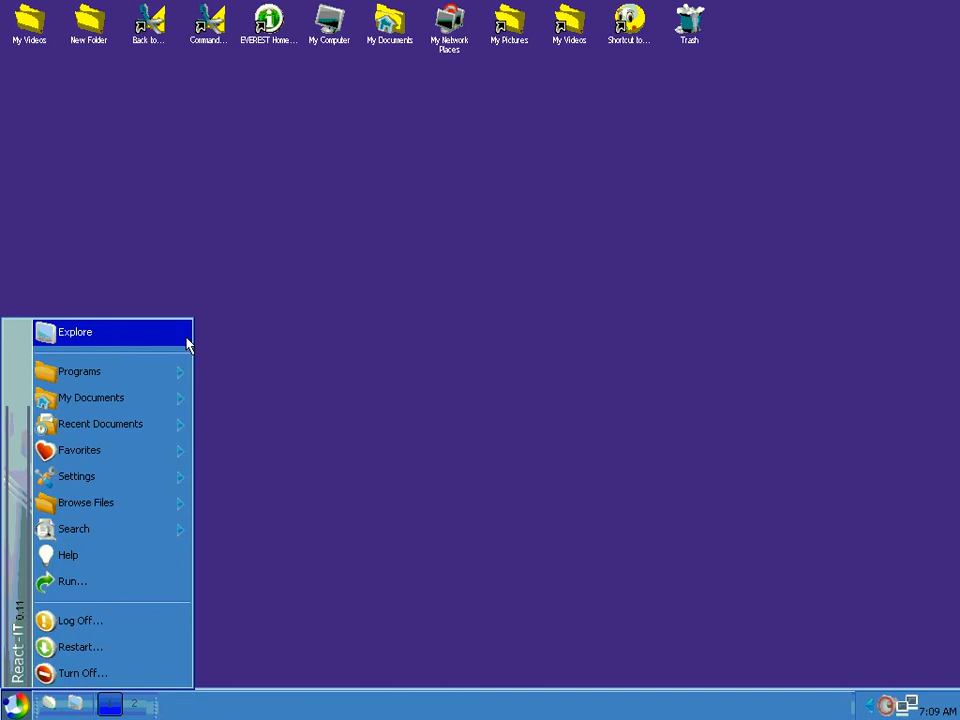 My Videos
New Folder
Back to...
Command...
EVEREST Home...
My Computer
My Documents
My Network
Places
My Pictures
My Videos
Shortcut to...
Trash
Explore
Programs
My Documents
Recent Documents
Favorites
Settings
Browse Files
Search
Help
Run...
Log Off...
Restart...
Turn Off...
React-IT 0.11
1
2
7:09 AM